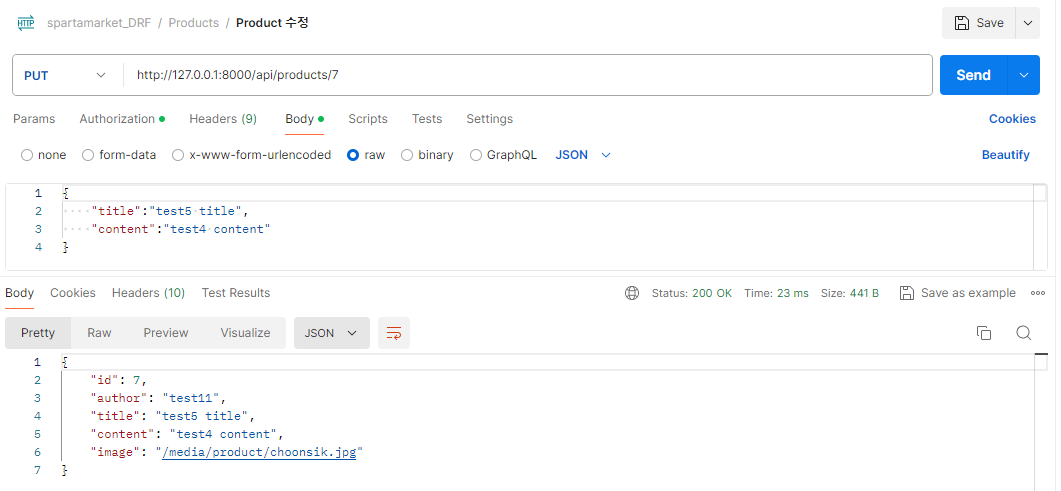 HTTP spartamarket_DRF / Products / Product 수정 Save
PUT http://127.0.0.1:8000/api/products/7 Send
Params Authorization Headers (9) Body Scripts Tests Settings Cookies
none form-data x-www-form-urlencoded raw binary GraphQL JSON Beautify
1 {
2 "title":"test5 title",
3 "content":"test4 content"
4 }
Body Cookies Headers (10) Test Results Status: 200 OK Time: 23 ms Size: 441 B Save as example
Pretty Raw Preview Visualize JSON
1 {
2 "id": 7,
3 "author": "test11",
4 "title": "test5 title",
5 "content": "test4 content",
6 "image": "/media/product/choonsik.jpg"
7 }